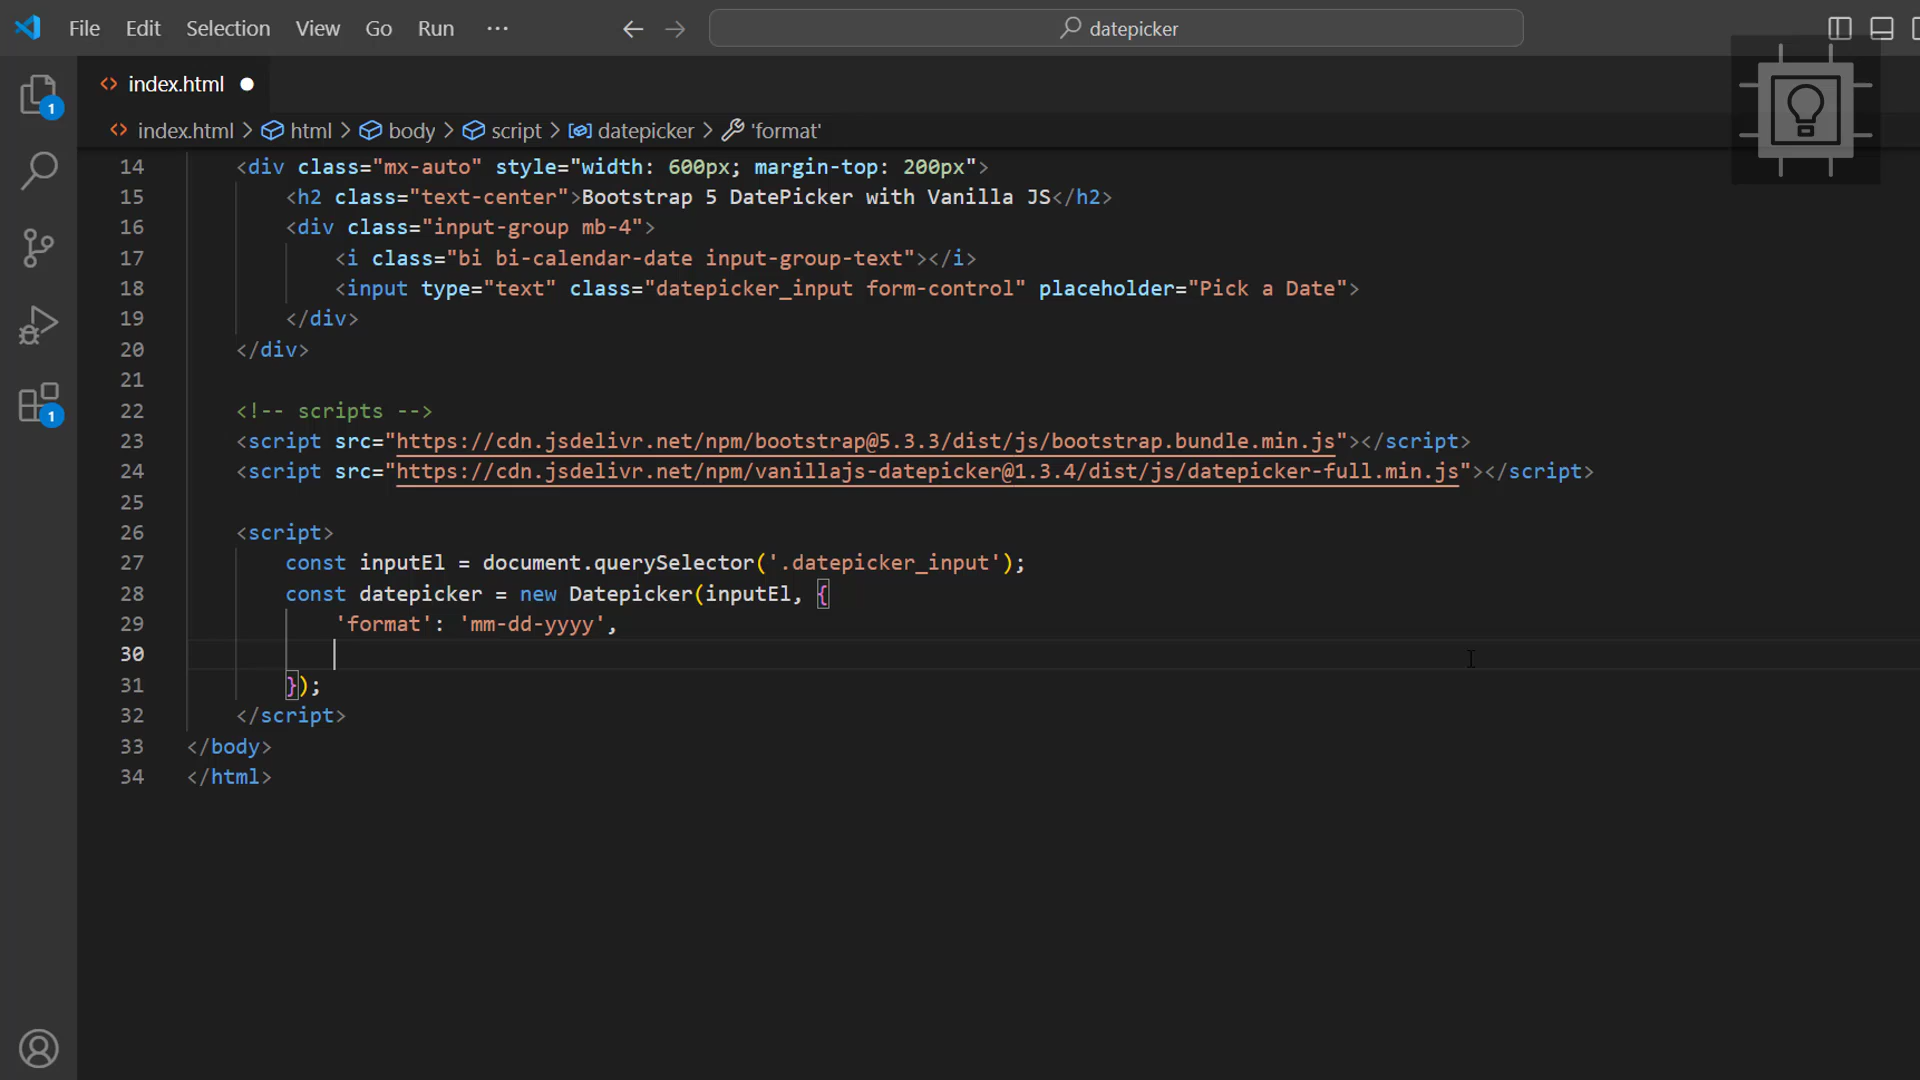 File Edit Selection View Go Run ··· datepicker
1
index.html
index.html > html > body > script > datepicker > 'format'
14 <div class="mx-auto" style="width: 600px; margin-top: 200px">
15 <h2 class="text-center">Bootstrap 5 DatePicker with Vanilla JS</h2>
16 <div class="input-group mb-4">
17 <i class="bi bi-calendar-date input-group-text"></i>
18 <input type="text" class="datepicker_input form-control" placeholder="Pick a Date">
19 </div>
20 </div>
21
22 <!-- scripts -->
23 <script src="https://cdn.jsdelivr.net/npm/bootstrap@5.3.3/dist/js/bootstrap.bundle.min.js"></script>
1
24 <script src="https://cdn.jsdelivr.net/npm/vanillajs-datepicker@1.3.4/dist/js/datepicker-full.min.js"></script>
25
26 <script>
27 const inputEl = document.querySelector('.datepicker_input');
28 const datepicker = new Datepicker(inputEl, {
29 'format': 'mm-dd-yyyy',
30
31 });
32 </script>
33 </body>
34 </html>